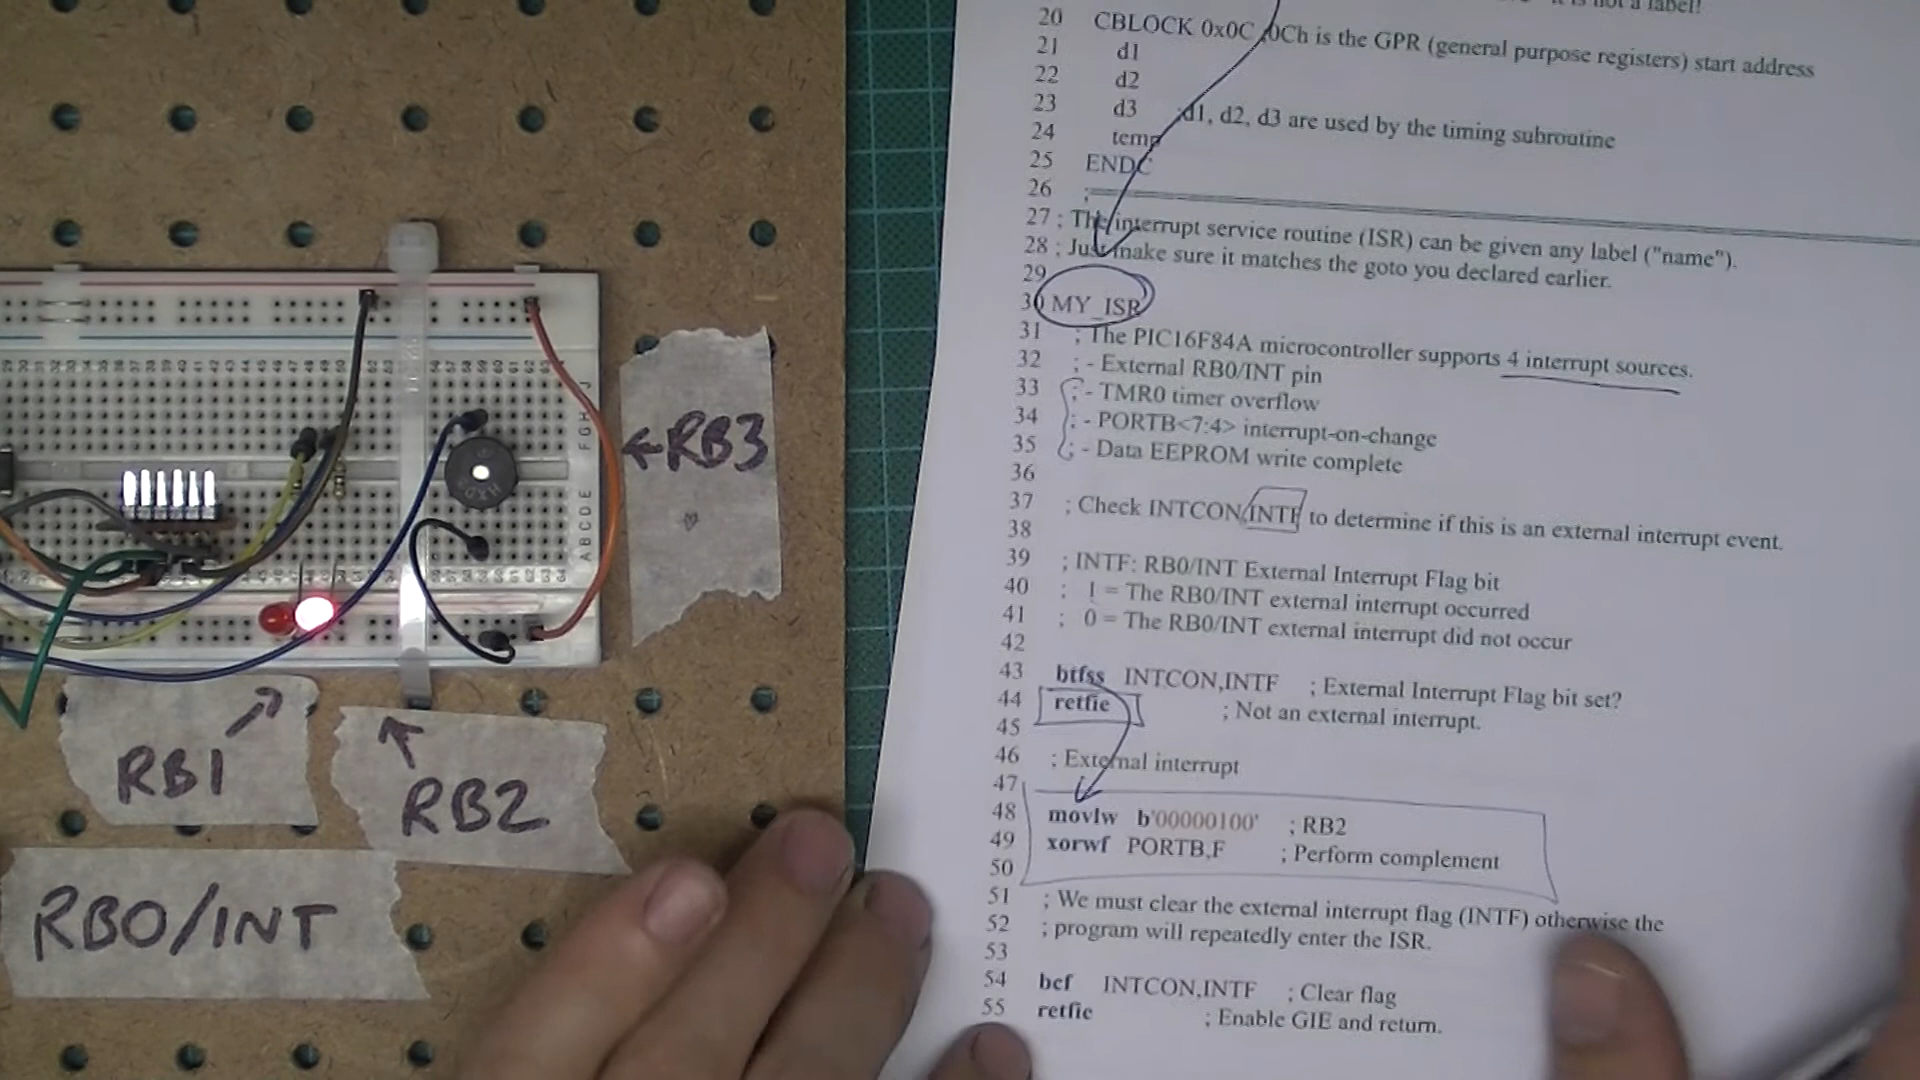 it is not a label!
20 CBLOCK 0x0C ;0Ch is the GPR (general purpose registers) start address
21 d1
22 d2
23 d3 ;d1, d2, d3 are used by the timing subroutine
24 temp
25 ENDC
26 ;
27 ; The interrupt service routine (ISR) can be given any label ("name").
28 ; Just make sure it matches the goto you declared earlier.
29
30 MY_ISR
31 ; The PIC16F84A microcontroller supports 4 interrupt sources.
32 ; - External RB0/INT pin
33 ; - TMR0 timer overflow
34 ; - PORTB<7:4> interrupt-on-change
35 ; - Data EEPROM write complete
36
37 ; Check INTCON,INTF to determine if this is an external interrupt event.
38
39 ; INTF: RB0/INT External Interrupt Flag bit
40 ; 1 = The RB0/INT external interrupt occurred
41 ; 0 = The RB0/INT external interrupt did not occur
42
43 btfss INTCON,INTF ; External Interrupt Flag bit set?
44 retfie ; Not an external interrupt.
45
46 ; External interrupt
47
48 movlw b'00000100' ; RB2
49 xorwf PORTB,F ; Perform complement
50
51 ; We must clear the external interrupt flag (INTF) otherwise the
52 ; program will repeatedly enter the ISR.
53
54 bcf INTCON,INTF ; Clear flag
55 retfie ; Enable GIE and return.
←RB3
RB1
RB2
RB0/INT